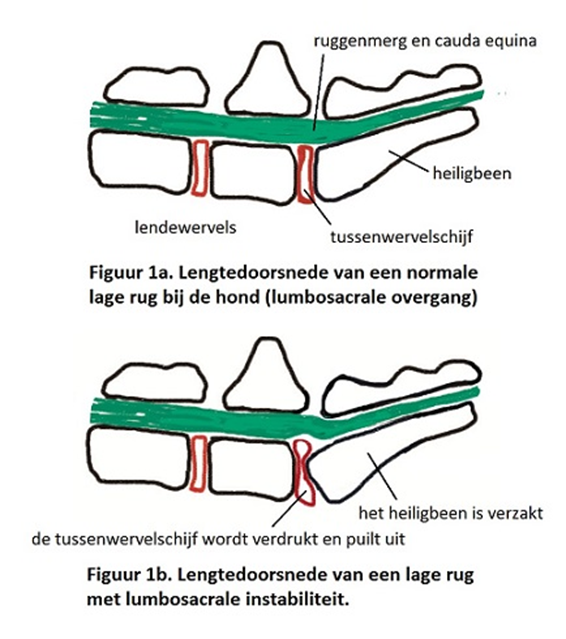 ruggenmerg en cauda equina
heiligbeen
lendewervels
tussenwervelschijf
Figuur 1a. Lengtedoorsnede van een normale
lage rug bij de hond (lumbosacrale overgang)
het heiligbeen is verzakt
de tussenwervelschijf wordt verdrukt en puilt uit
Figuur 1b. Lengtedoorsnede van een lage rug
met lumbosacrale instabiliteit.